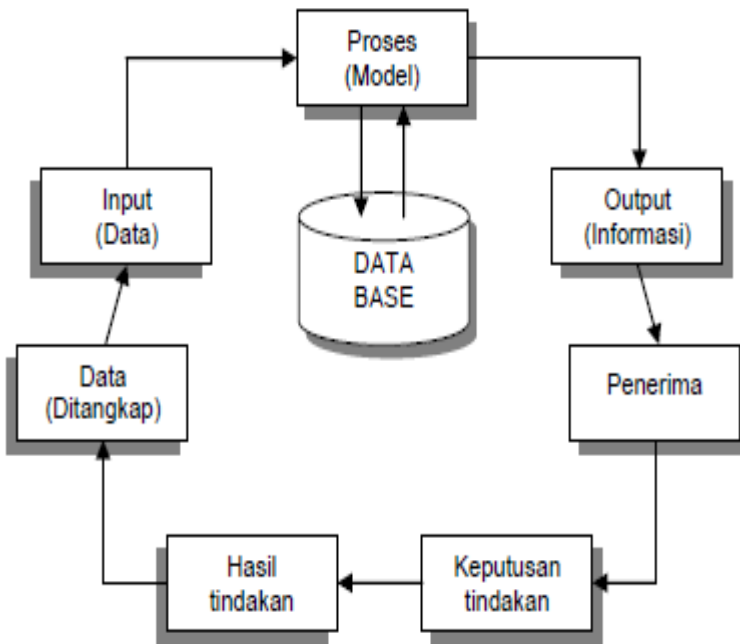 Proses
(Model)
Input
(Data)
Output
(Informasi)
DATA
BASE
Data
(Ditangkap)
Penerima
Hasil
tindakan
Keputusan
tindakan